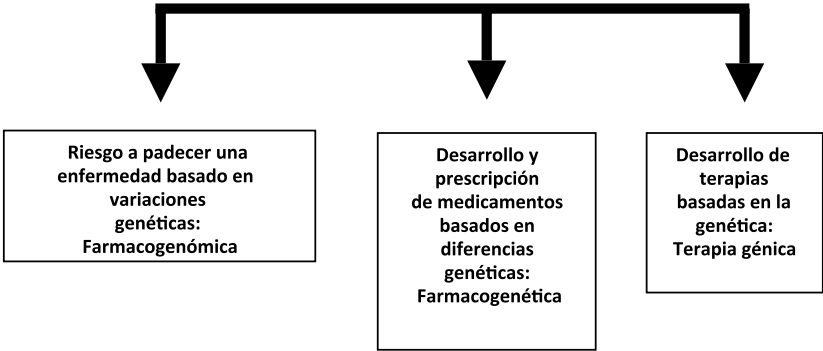 Riesgo a padecer una
enfermedad basado en
variaciones
genéticas:
Farmacogenómica
Desarrollo y
prescripción
de medicamentos
basados en
diferencias
genéticas:
Farmacogenética
Desarrollo de
terapias
basadas en la
genética:
Terapia génica